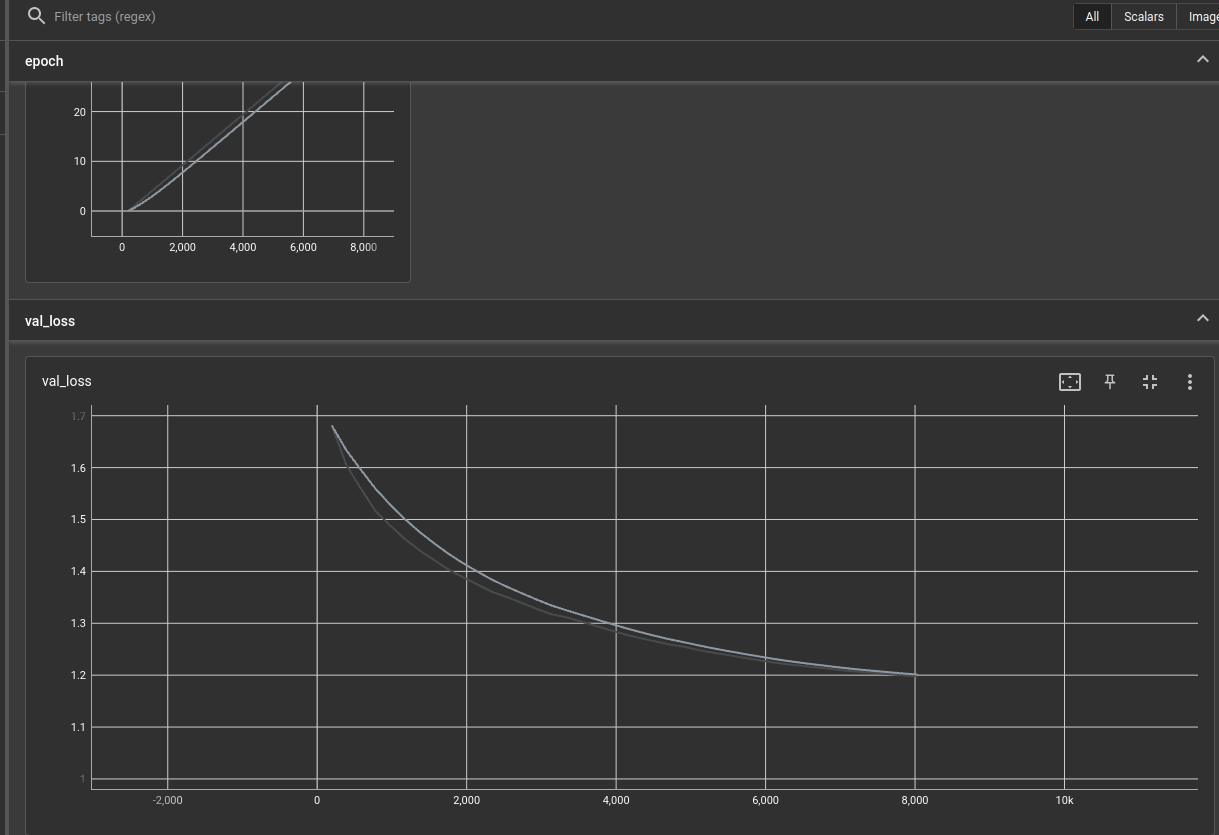 Filter tags (regex)
All
Scalars
Image
epoch
20
10
0
0
2,000
4,000
6,000
8,000
val_loss
val_loss
1.7
1.6
1.5
1.4
1.3
1.2
1.1
1
-2,000
0
2,000
4,000
6,000
8,000
10k